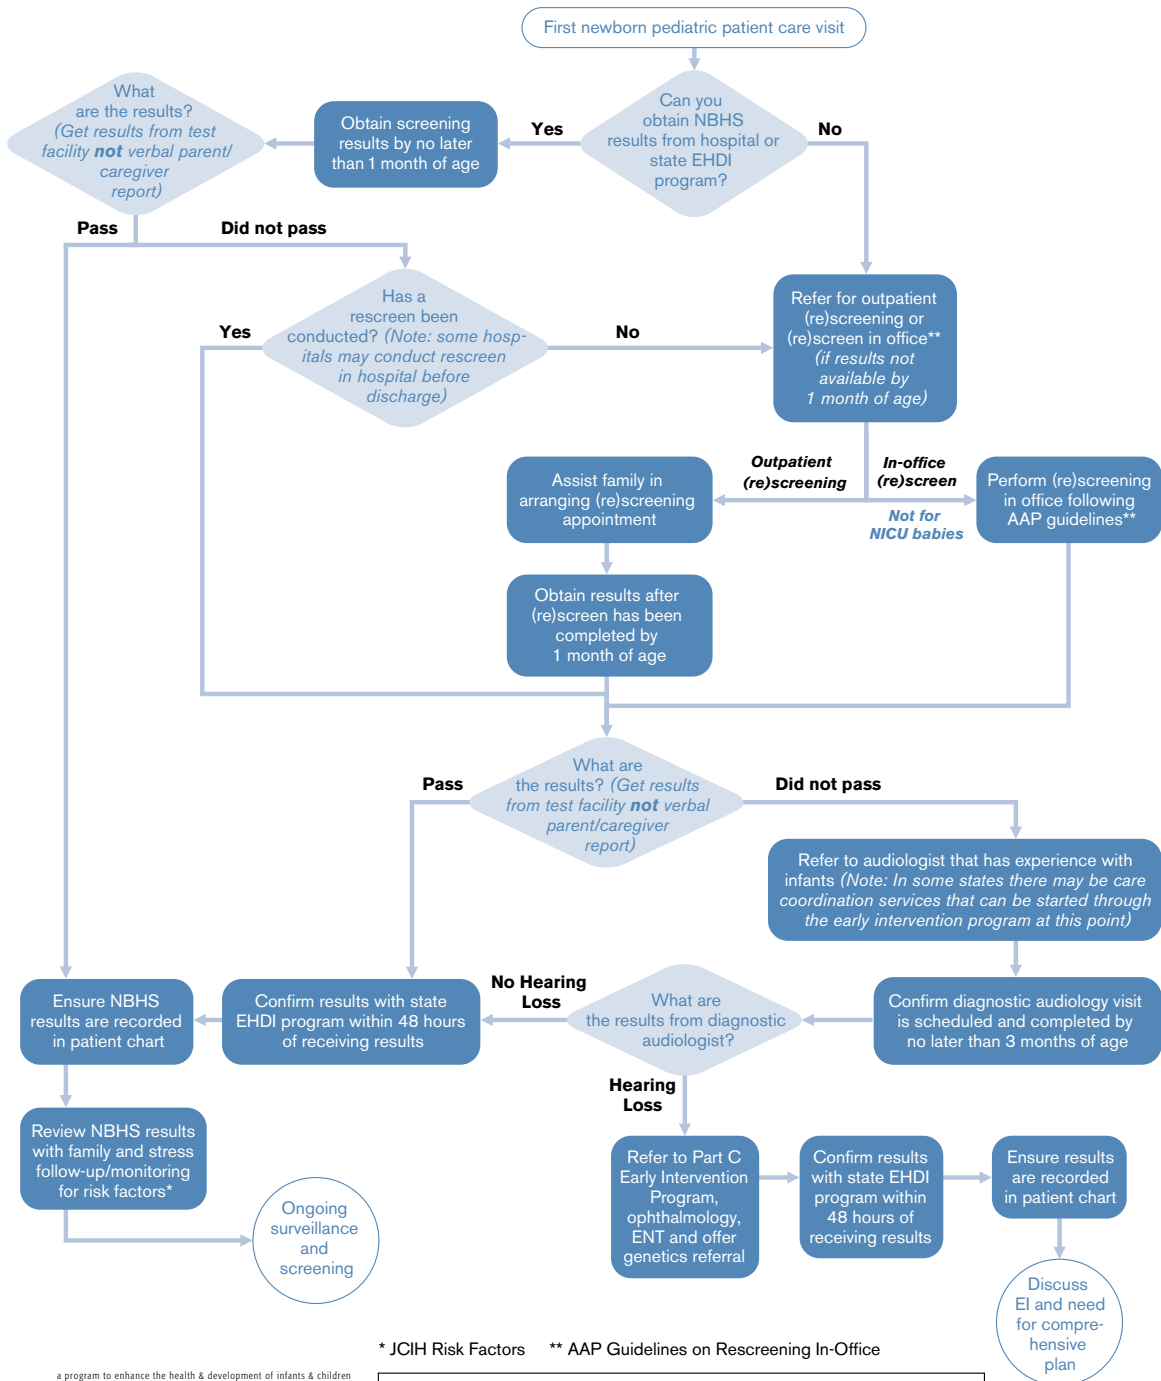 First newborn pediatric patient care visit
What
are the results?
(Get results from test
facility not verbal parent/
caregiver
report)
Obtain screening
results by no later
than 1 month of age
Yes
Can you
obtain NBHS
results from hospital or
state EHDI
program?
No
Pass
Did not pass
Has a
rescreen been
conducted? (Note: some hosp-
itals may conduct rescreen
in hospital before
discharge)
Yes
No
Refer for outpatient
(re)screening or
(re)screen in office**
(if results not
available by
1 month of age)
Outpatient
(re)screening
In-office
(re)screen
Not for
NICU babies
Assist family in
arranging (re)screening
appointment
Perform (re)screening
in office following
AAP guidelines**
Obtain results after
(re)screen has been
completed by
1 month of age
What are
the results? (Get results
from test facility not verbal
parent/caregiver
report)
Pass
Did not pass
Refer to audiologist that has experience with
infants (Note: In some states there may be care
coordination services that can be started through
the early intervention program at this point)
Ensure NBHS
results are recorded
in patient chart
Confirm results with state
EHDI program within 48 hours
of receiving results
No Hearing
Loss
What are
the results from diagnostic
audiologist?
Confirm diagnostic audiology visit
is scheduled and completed by
no later than 3 months of age
Hearing
Loss
Review NBHS results
with family and stress
follow-up/monitoring
for risk factors*
Ongoing
surveillance
and
screening
Refer to Part C
Early Intervention
Program,
ophthalmology,
ENT and offer
genetics referral
Confirm results
with state EHDI
program within
48 hours of
receiving results
Ensure results
are recorded
in patient chart
Discuss
EI and need
for compre-
hensive
plan
* JCIH Risk Factors ** AAP Guidelines on Rescreening In-Office
a program to enhance the health & development of infants & children